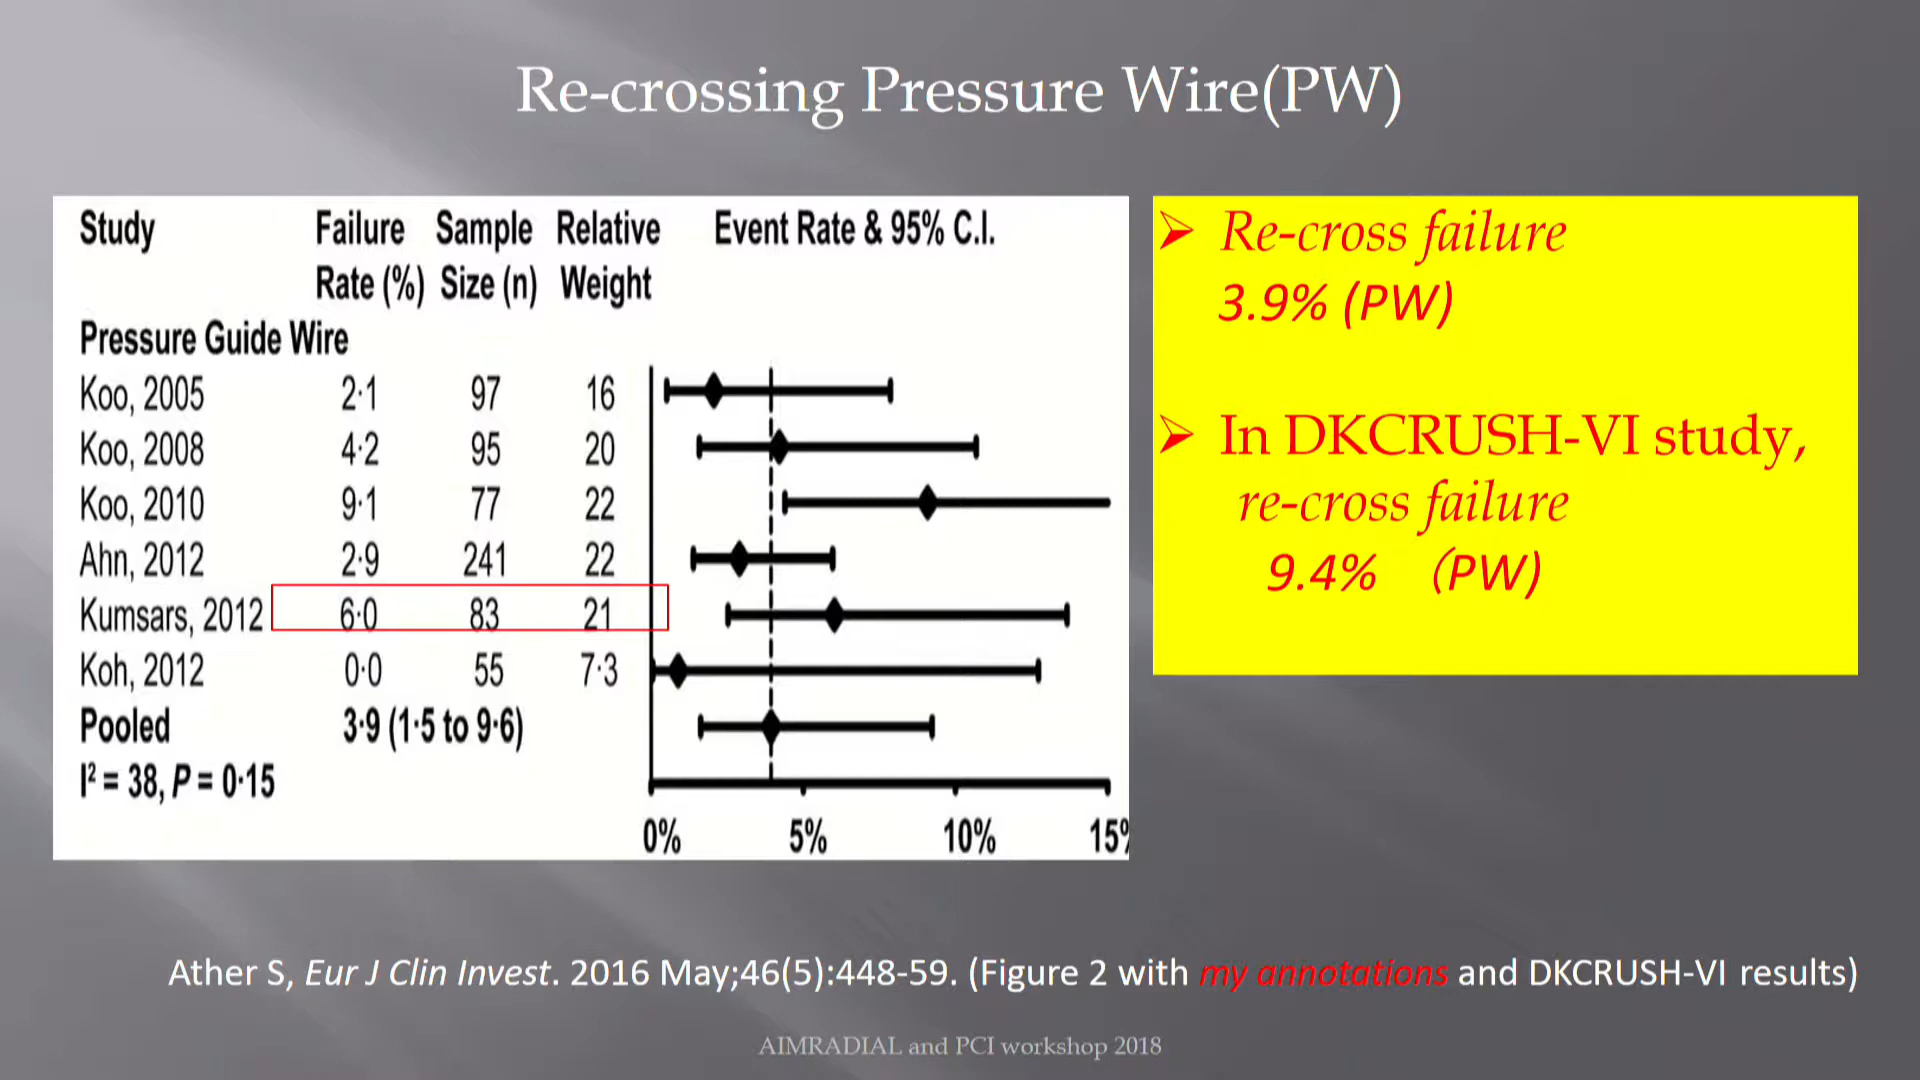 Re-crossing Pressure Wire(PW)
Study Failure Sample Relative Event Rate & 95% C.I.
Rate (%) Size (n) Weight
Pressure Guide Wire
Koo, 2005 2·1 97 16
Koo, 2008 4·2 95 20
Koo, 2010 9·1 77 22
Ahn, 2012 2·9 241 22
Kumsars, 2012 6·0 83 21
Koh, 2012 0·0 55 7·3
Pooled 3·9 (1·5 to 9·6)
I² = 38, P = 0·15
0% 5% 10% 15%
➢ Re-cross failure
3.9% (PW)
➢ In DKCRUSH-VI study,
re-cross failure
9.4% (PW)
Ather S, Eur J Clin Invest. 2016 May;46(5):448-59. (Figure 2 with my annotations and DKCRUSH-VI results)
AIMRADIAL and PCI workshop 2018